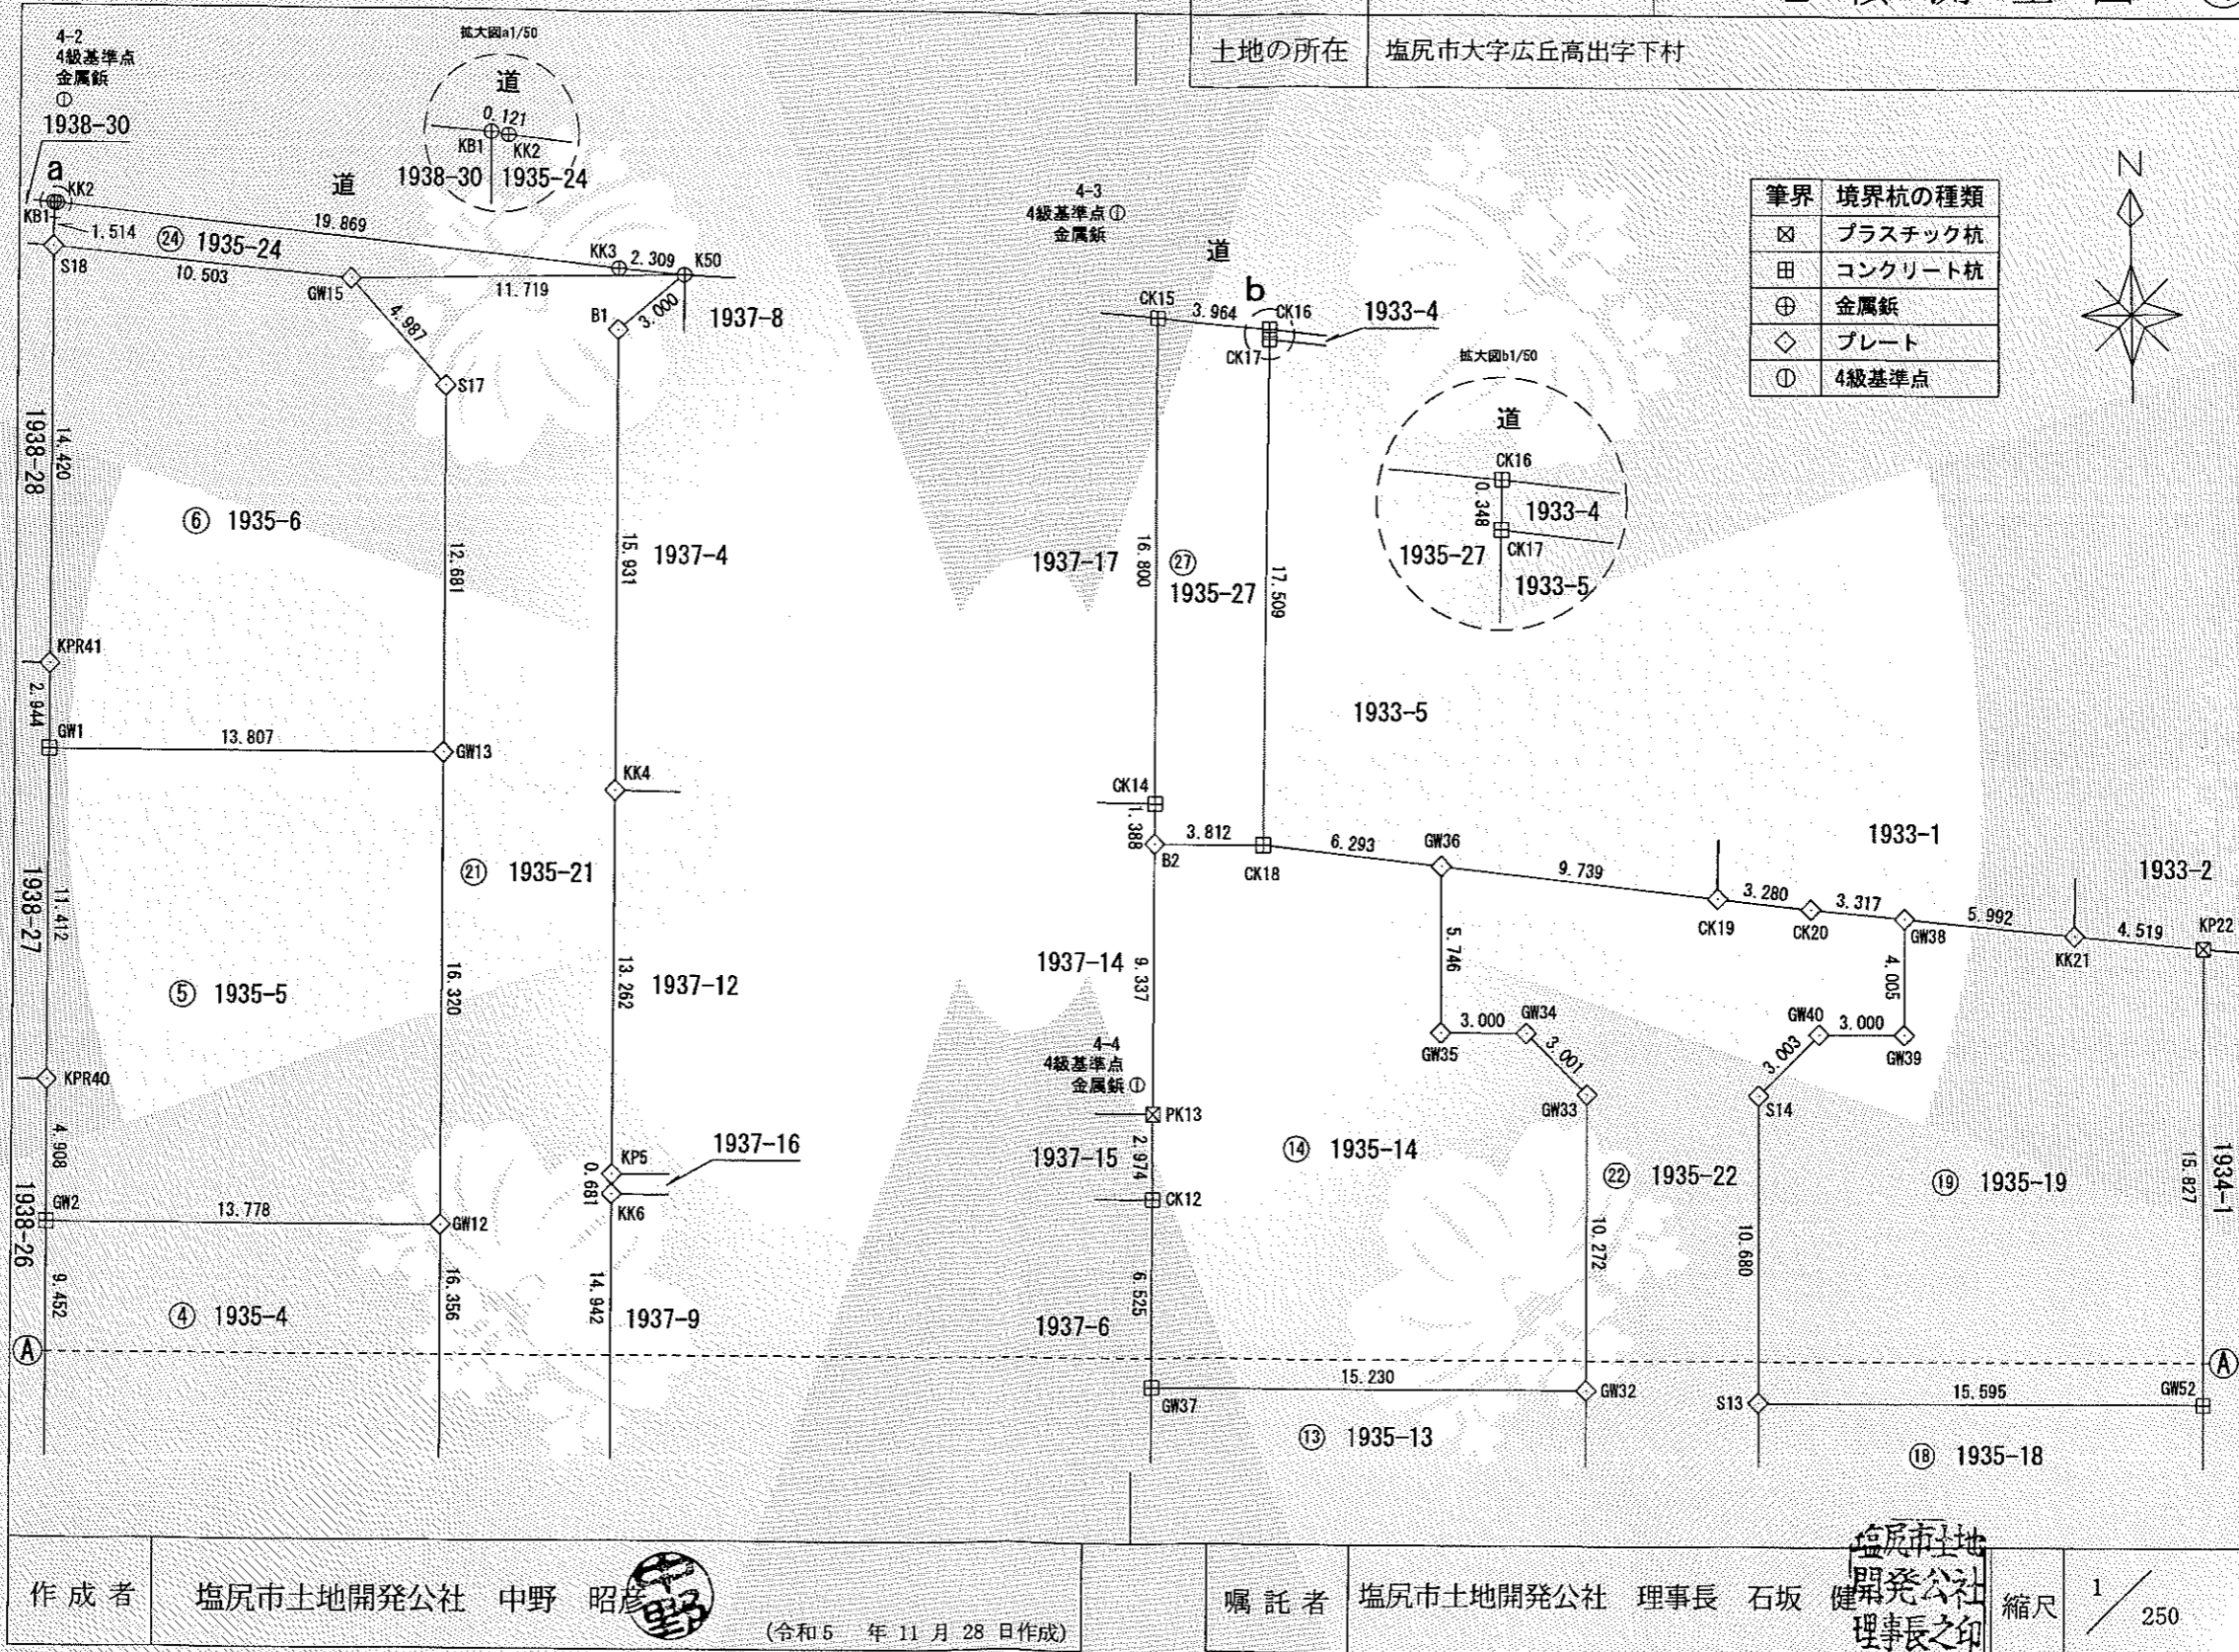 土地の所在
塩尻市大字広丘高出字下村
4-2
4級基準点
金属鋲
1938-30
a
KK2
KB1
1.514
S18
拡大図a1/50
道
0.121
KB1
KK2
1938-30
1935-24
道
19.869
㉔ 1935-24
10.503
GW15
KK3
2.309
K50
11.719
4.987
B1
3.000
1937-8
S17
1938-28
14.420
⑥ 1935-6
12.681
15.931
1937-4
KPR41
2.944
GW1
13.807
GW13
KK4
1938-27
11.412
㉑ 1935-21
16.320
13.262
1937-12
⑤ 1935-5
KPR40
4.908
1938-26
GW2
13.778
GW12
KP5
0.681
KK6
1937-16
9.452
④ 1935-4
16.356
14.942
1937-9
Ⓐ
4-3
4級基準点
金属鋲
道
CK15
3.964
b
CK16
CK17
1933-4
拡大図b1/50
道
CK16
0.348
1933-4
CK17
1935-27
1933-5
筆界 境界杭の種類
プラスチック杭
コンクリート杭
金属鋲
プレート
4級基準点
N
1937-17
16.800
㉗
1935-27
17.509
1933-5
CK14
1.388
B2
3.812
CK18
6.293
GW36
9.739
1933-1
CK19
3.280
CK20
3.317
GW38
5.992
KK21
4.519
1933-2
KP22
1937-14
9.337
5.746
GW35
3.000
GW34
3.001
GW33
4.005
GW40
3.000
GW39
3.003
S14
4-4
4級基準点
金属鋲
PK13
1937-15
2.974
CK12
⑭ 1935-14
㉒ 1935-22
⑲ 1935-19
15.827
1934-1
6.525
10.272
10.680
1937-6
Ⓐ
GW37
15.230
GW32
S13
15.595
GW52
⑬ 1935-13
⑱ 1935-18
作成者
塩尻市土地開発公社 中野 昭彦
中野
(令和5 年 11 月 28 日作成)
嘱託者
塩尻市土地開発公社 理事長 石坂 健
塩尻市土地
開発公社
理事長之印
縮尺
1/250